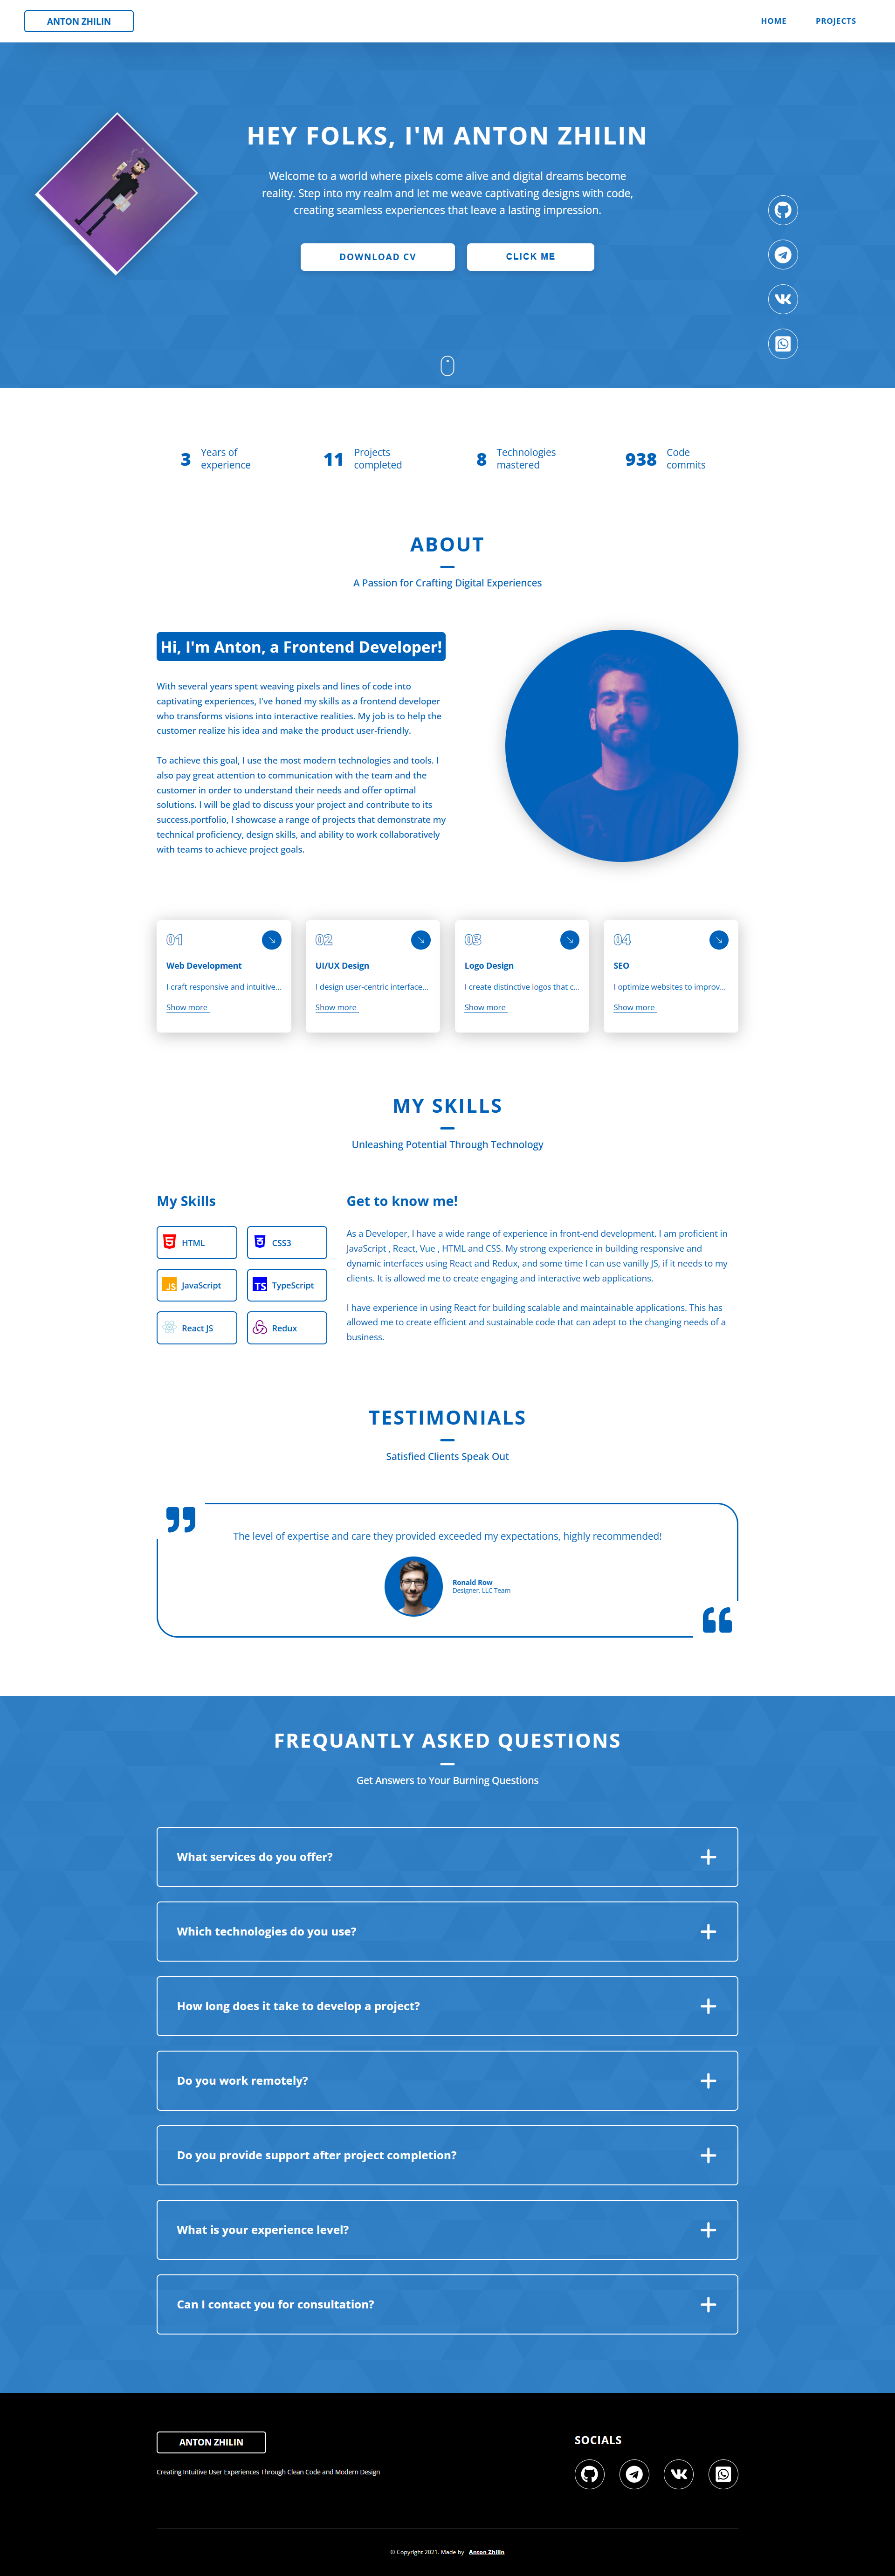 ANTON ZHILIN
HOME
PROJECTS
HEY FOLKS, I'M ANTON ZHILIN
Welcome to a world where pixels come alive and digital dreams become
reality. Step into my realm and let me weave captivating designs with code,
creating seamless experiences that leave a lasting impression.
DOWNLOAD CV
CLICK ME
3
Years of
experience
11
Projects
completed
8
Technologies
mastered
938
Code
commits
ABOUT
A Passion for Crafting Digital Experiences
Hi, I'm Anton, a Frontend Developer!
With several years spent weaving pixels and lines of code into
captivating experiences, I've honed my skills as a frontend developer
who transforms visions into interactive realities. My job is to help the
customer realize his idea and make the product user-friendly.
To achieve this goal, I use the most modern technologies and tools. I
also pay great attention to communication with the team and the
customer in order to understand their needs and offer optimal
solutions. I will be glad to discuss your project and contribute to its
success.portfolio, I showcase a range of projects that demonstrate my
technical proficiency, design skills, and ability to work collaboratively
with teams to achieve project goals.
01
Web Development
I craft responsive and intuitive...
Show more
02
UI/UX Design
I design user-centric interface...
Show more
03
Logo Design
I create distinctive logos that c...
Show more
04
SEO
I optimize websites to improv...
Show more
MY SKILLS
Unleashing Potential Through Technology
My Skills
HTML
CSS3
JS
JavaScript
TS
TypeScript
React JS
Redux
Get to know me!
As a Developer, I have a wide range of experience in front-end development. I am proficient in
JavaScript , React, Vue , HTML and CSS. My strong experience in building responsive and
dynamic interfaces using React and Redux, and some time I can use vanilly JS, if it needs to my
clients. It is allowed me to create engaging and interactive web applications.
I have experience in using React for building scalable and maintainable applications. This has
allowed me to create efficient and sustainable code that can adept to the changing needs of a
business.
TESTIMONIALS
Satisfied Clients Speak Out
The level of expertise and care they provided exceeded my expectations, highly recommended!
Ronald Row
Designer, LLC Team
FREQUANTLY ASKED QUESTIONS
Get Answers to Your Burning Questions
What services do you offer?
Which technologies do you use?
How long does it take to develop a project?
Do you work remotely?
Do you provide support after project completion?
What is your experience level?
Can I contact you for consultation?
ANTON ZHILIN
Creating Intuitive User Experiences Through Clean Code and Modern Design
SOCIALS
© Copyright 2021. Made by Anton Zhilin